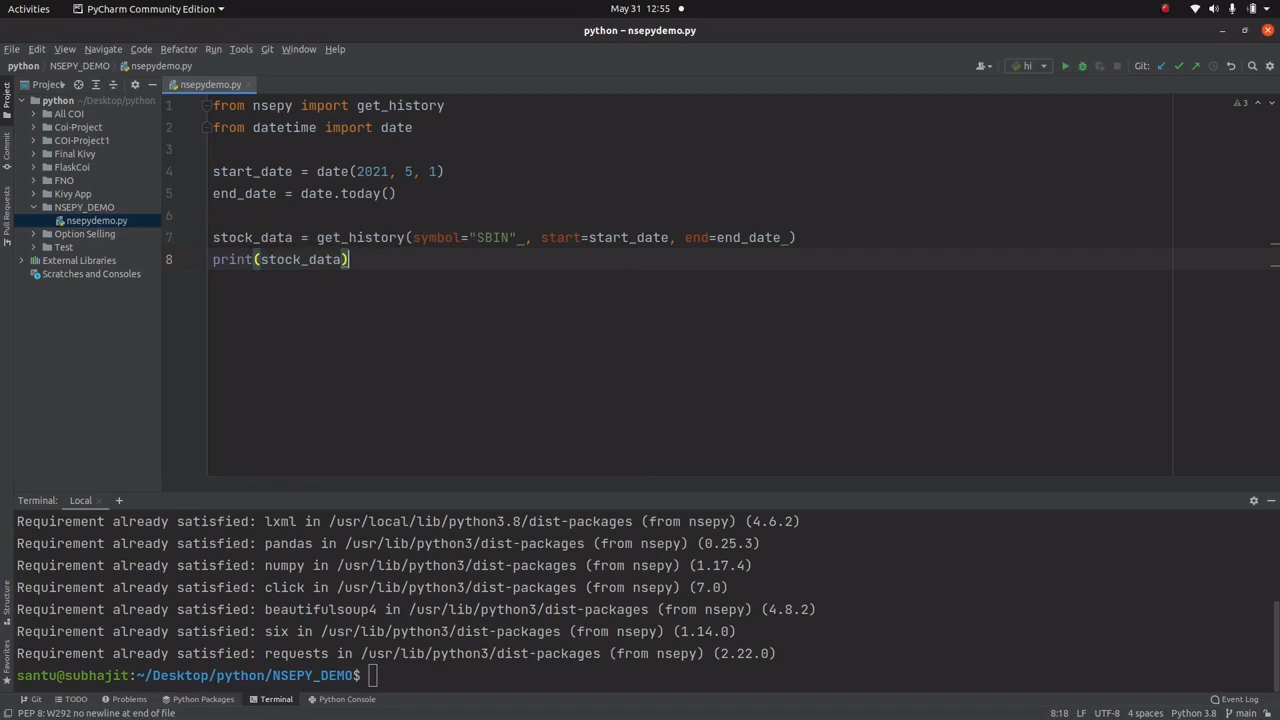 Activities PyCharm Community Edition May 31 12:55
python – nsepydemo.py
File Edit View Navigate Code Refactor Run Tools Git Window Help
python NSEPY_DEMO nsepydemo.py hi Git:
Project nsepydemo.py
python ~/Desktop/python
All COI
Coi-Project
COI-Project1
Final Kivy
FlaskCoi
FNO
Kivy App
NSEPY_DEMO
nsepydemo.py
Option Selling
Test
External Libraries
Scratches and Consoles
Project
Commit
Pull Requests
Structure
Favorites
3
1 from nsepy import get_history
2 from datetime import date
3
4 start_date = date(2021, 5, 1)
5 end_date = date.today()
6
7 stock_data = get_history(symbol="SBIN"_, start=start_date, end=end_date_)
8 print(stock_data)
Terminal: Local +
Requirement already satisfied: lxml in /usr/local/lib/python3.8/dist-packages (from nsepy) (4.6.2)
Requirement already satisfied: pandas in /usr/lib/python3/dist-packages (from nsepy) (0.25.3)
Requirement already satisfied: numpy in /usr/lib/python3/dist-packages (from nsepy) (1.17.4)
Requirement already satisfied: click in /usr/lib/python3/dist-packages (from nsepy) (7.0)
Requirement already satisfied: beautifulsoup4 in /usr/lib/python3/dist-packages (from nsepy) (4.8.2)
Requirement already satisfied: six in /usr/lib/python3/dist-packages (from nsepy) (1.14.0)
Requirement already satisfied: requests in /usr/lib/python3/dist-packages (from nsepy) (2.22.0)
santu@subhajit:~/Desktop/python/NSEPY_DEMO$
Git TODO Problems Python Packages Terminal Python Console Event Log
PEP 8: W292 no newline at end of file 8:18 LF UTF-8 4 spaces Python 3.8 main